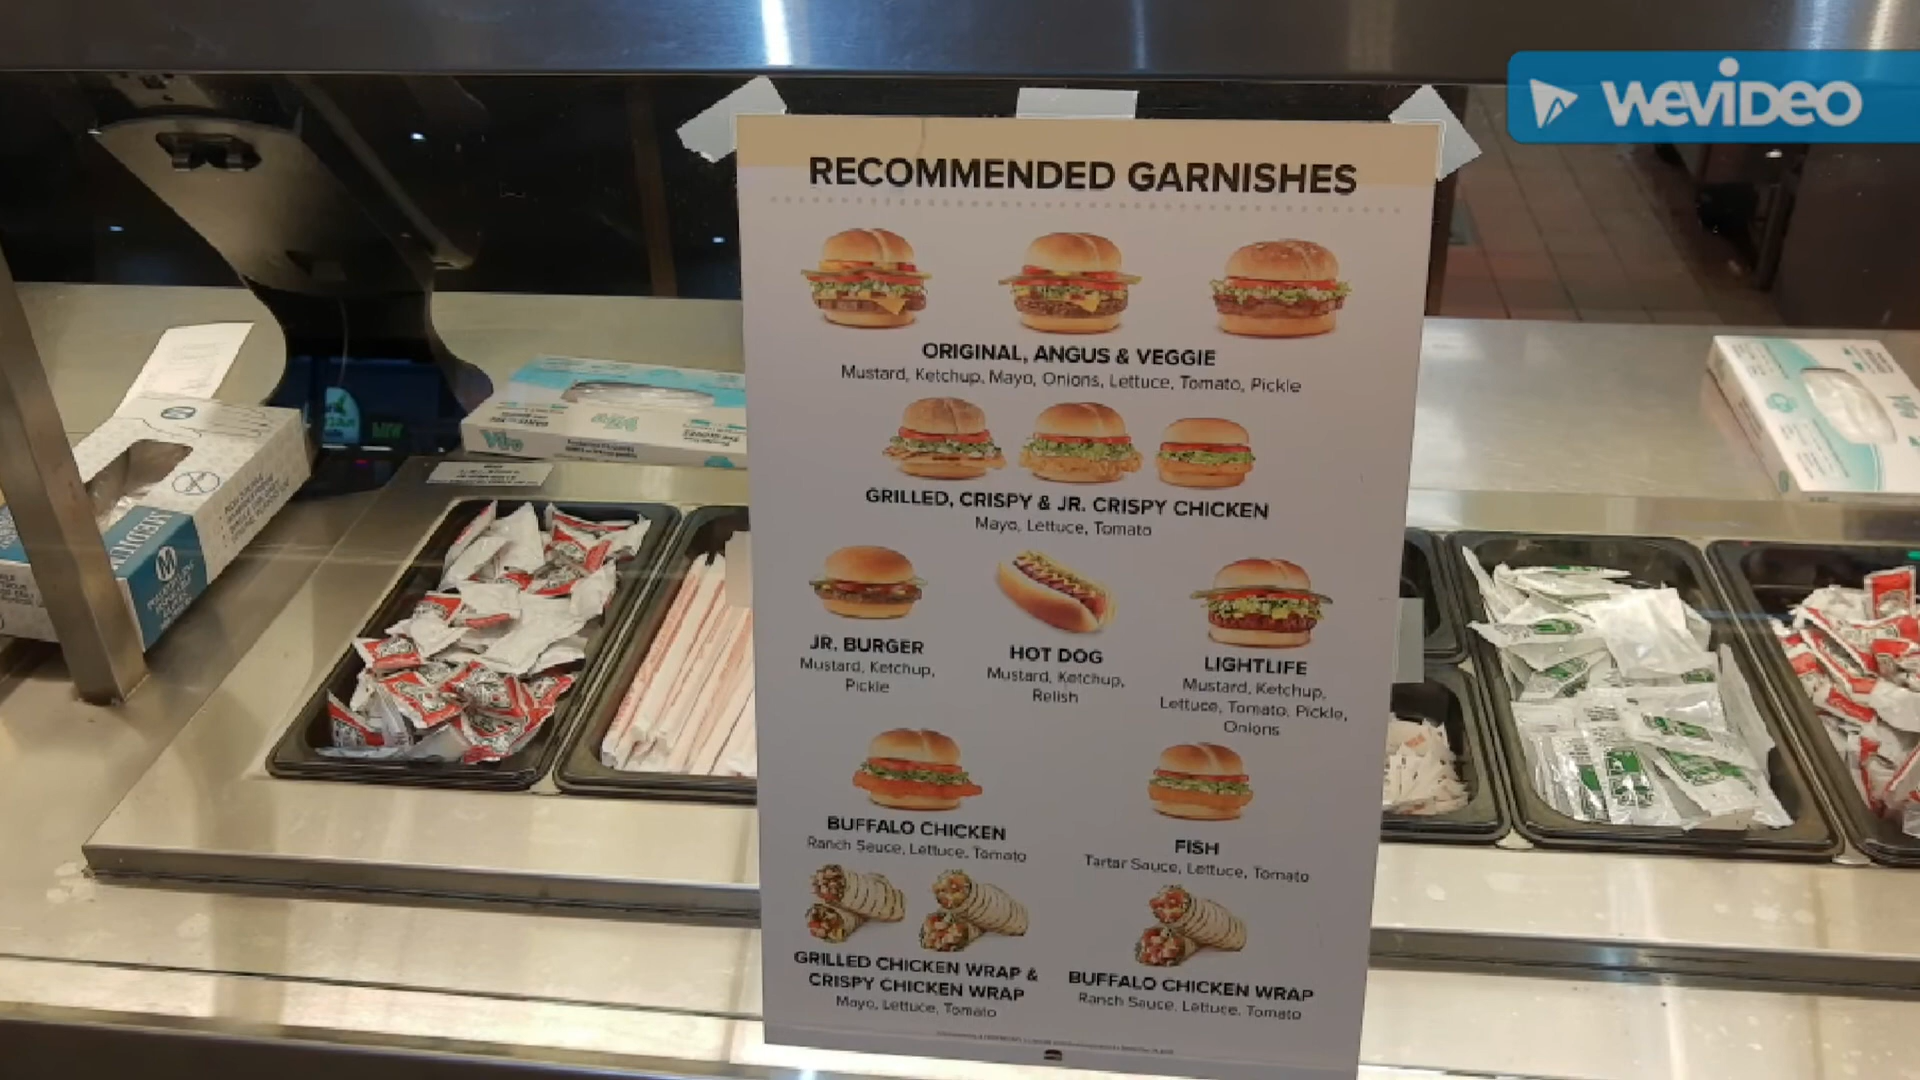 WEVIDEO
RECOMMENDED GARNISHES
ORIGINAL, ANGUS & VEGGIE
Mustard, Ketchup, Mayo, Onions, Lettuce, Tomato, Pickle
GRILLED, CRISPY & JR. CRISPY CHICKEN
Mayo, Lettuce, Tomato
JR. BURGER
Mustard, Ketchup,
Pickle
HOT DOG
Mustard, Ketchup,
Relish
LIGHTLIFE
Mustard, Ketchup,
Lettuce, Tomato, Pickle,
Onions
BUFFALO CHICKEN
Ranch Sauce, Lettuce, Tomato
FISH
Tartar Sauce, Lettuce, Tomato
GRILLED CHICKEN WRAP &
CRISPY CHICKEN WRAP
Mayo, Lettuce, Tomato
BUFFALO CHICKEN WRAP
Ranch Sauce, Lettuce, Tomato
M